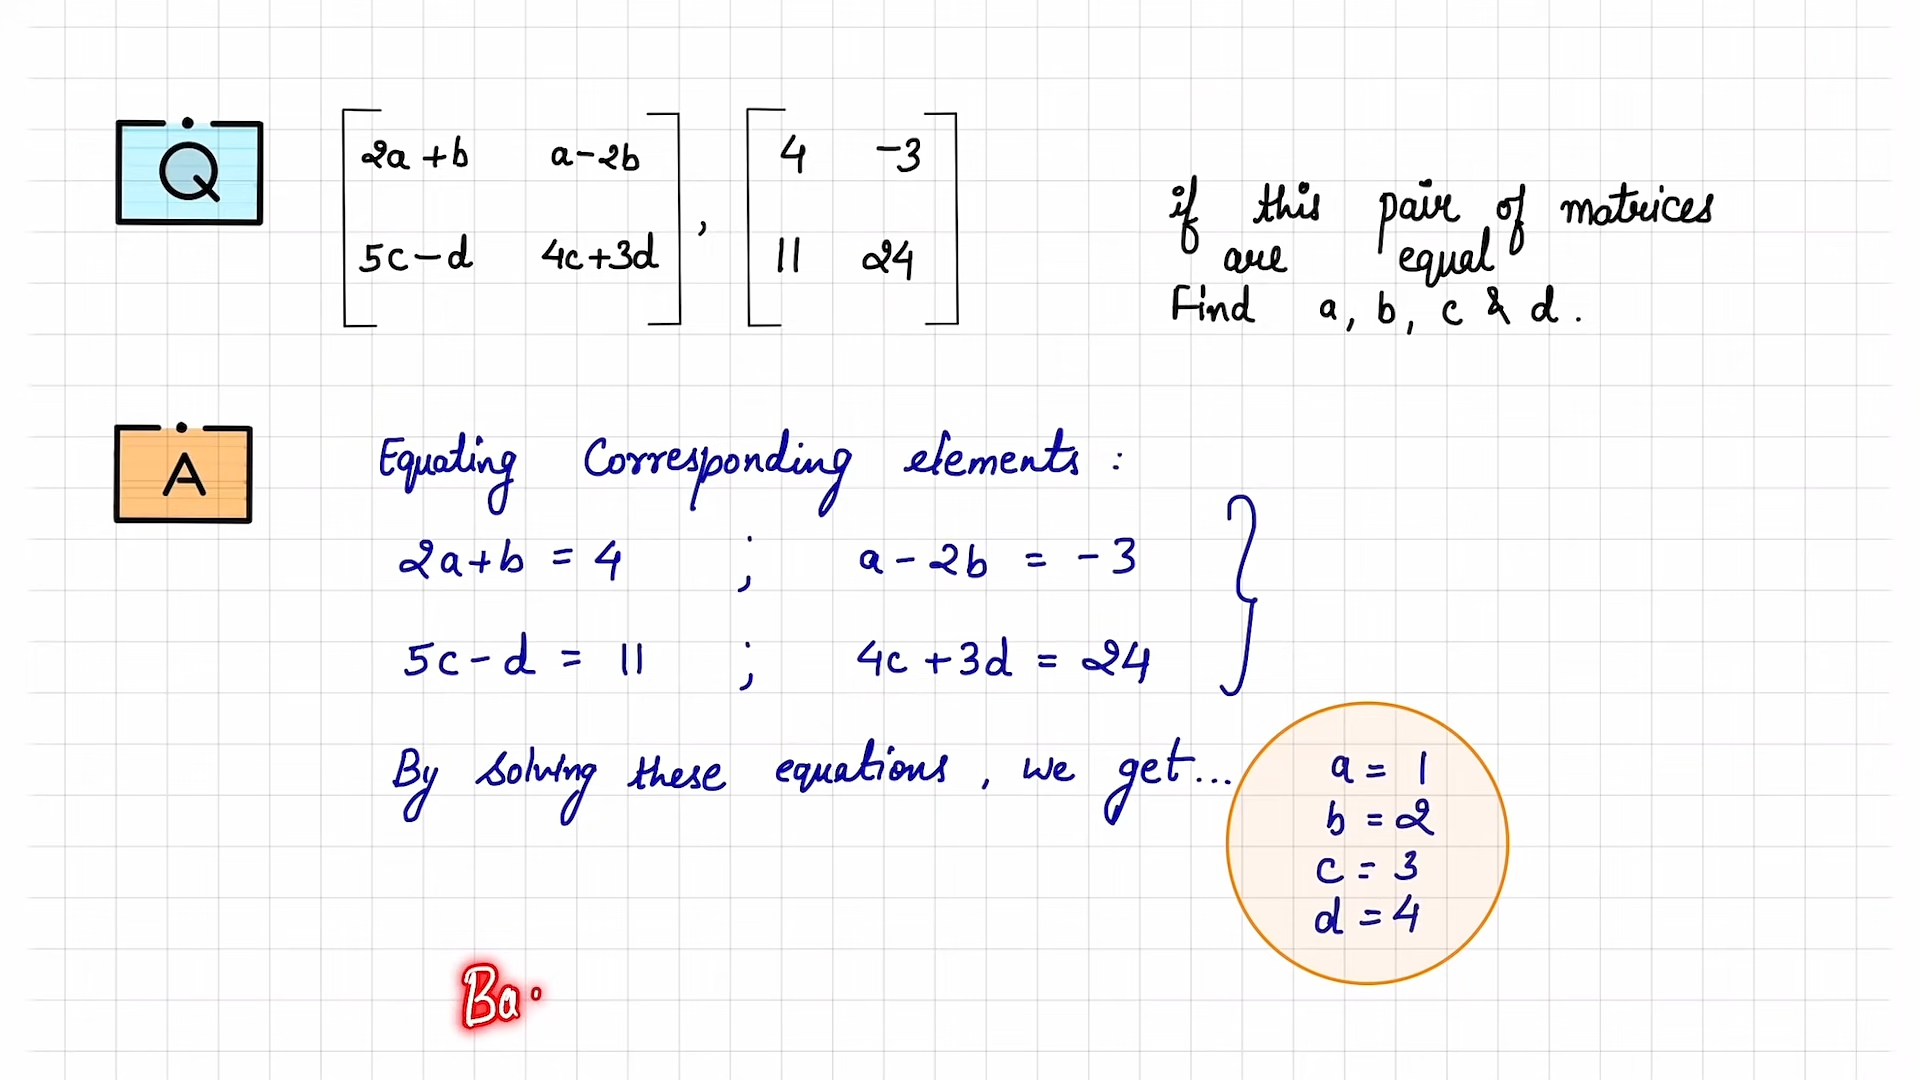 Q
2a + b   a - 2b
5c - d   4c + 3d
,
4   -3
11   24
if this pair of matrices
are equal
Find a, b, c & d.
A
Equating Corresponding elements :
2a + b = 4 ; a - 2b = -3
5c - d = 11 ; 4c + 3d = 24
By solving these equations, we get...
a = 1
b = 2
c = 3
d = 4
Ba